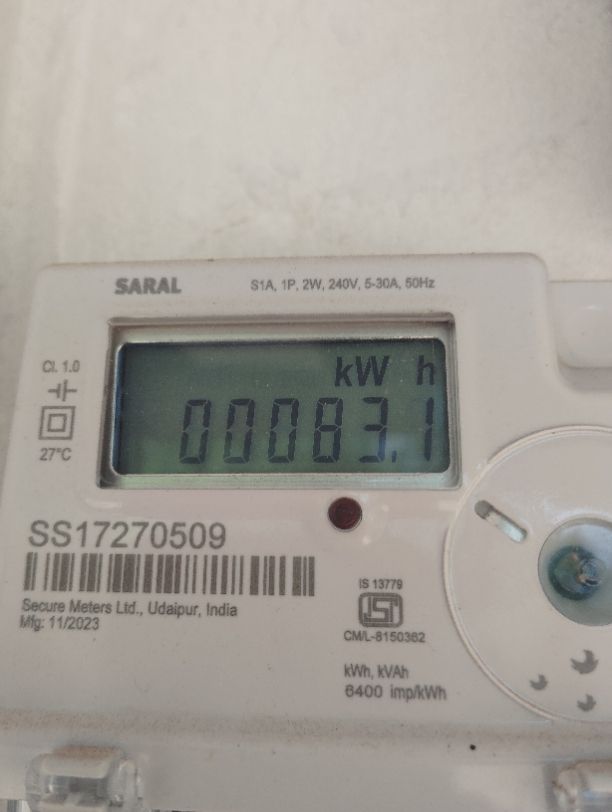 SARAL S1A, 1P, 2W, 240V, 5-30A, 50Hz
Cl. 1.0
kW h
00083.1
27°C
SS17270509
Secure Meters Ltd., Udaipur, India
Mfg: 11/2023
IS 13779
ISI
CM/L-8150362
kWh, kVAh
6400 imp/kWh